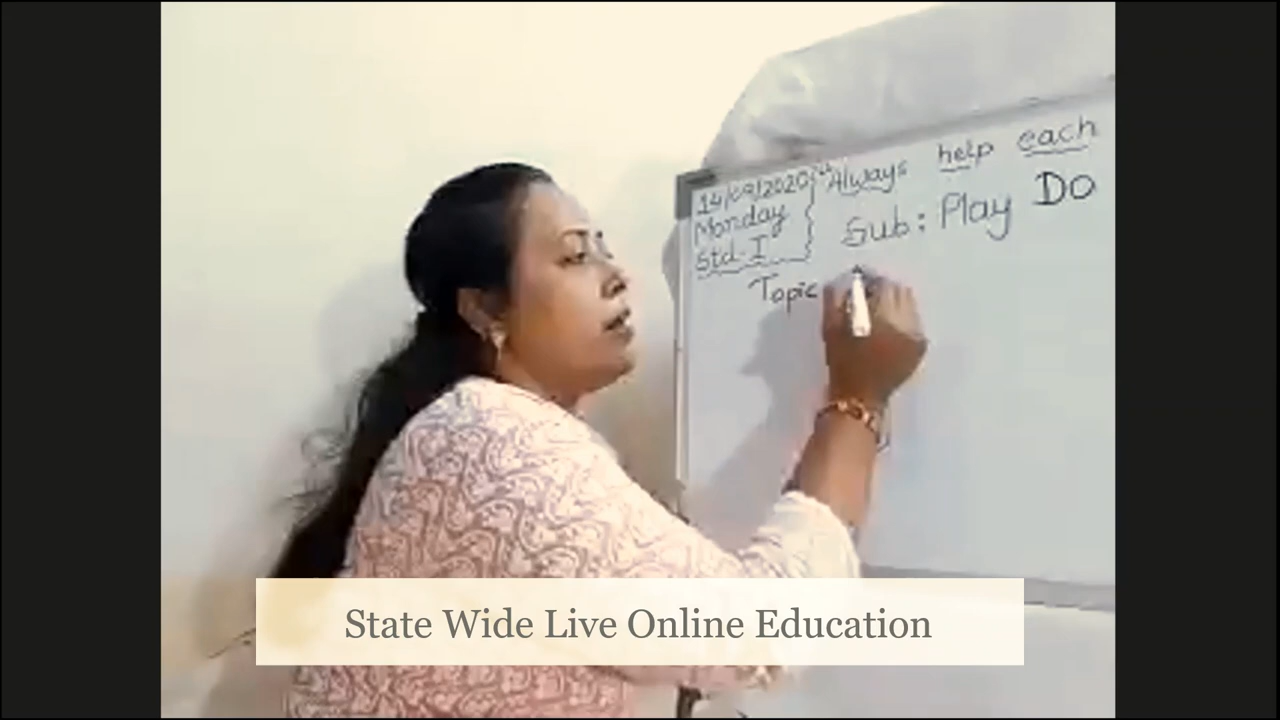 14/09/2020 "Always help each
Monday
Sub: Play Do
Std-I
Topic
State Wide Live Online Education